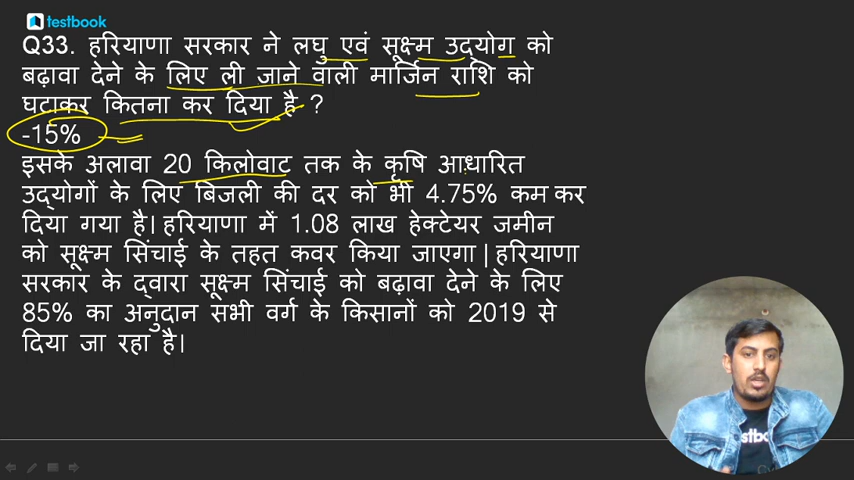 testbook
Q33. हरियाणा सरकार ने लघु एवं सूक्ष्म उद्योग को
बढ़ावा देने के लिए ली जाने वाली मार्जिन राशि को
घटाकर कितना कर दिया है ?
-15%
इसके अलावा 20 किलोवाट तक के कृषि आधारित
उद्योगों के लिए बिजली की दर को भी 4.75% कम कर
दिया गया है। हरियाणा में 1.08 लाख हेक्टेयर जमीन
को सूक्ष्म सिंचाई के तहत कवर किया जाएगा | हरियाणा
सरकार के द्वारा सूक्ष्म सिंचाई को बढ़ावा देने के लिए
85% का अनुदान सभी वर्ग के किसानों को 2019 से
दिया जा रहा है।